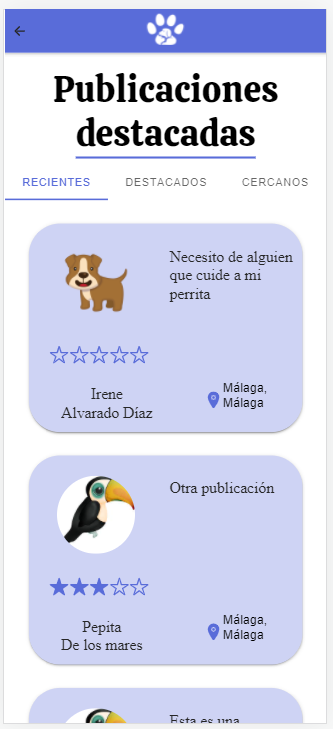 Publicaciones
destacadas
RECIENTES DESTACADOS CERCANOS
Necesito de alguien
que cuide a mi
perrita
Irene
Alvarado Díaz
Málaga,
Málaga
Otra publicación
Pepita
De los mares
Málaga,
Málaga
Esta es una